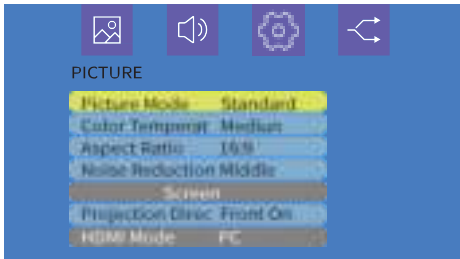 PICTURE
Picture Mode Standard
Color Temperat Medium
Aspect Ratio 16:9
Noise Reduction Middle
Screen
Projection Direc Front On
HDMI Mode PC